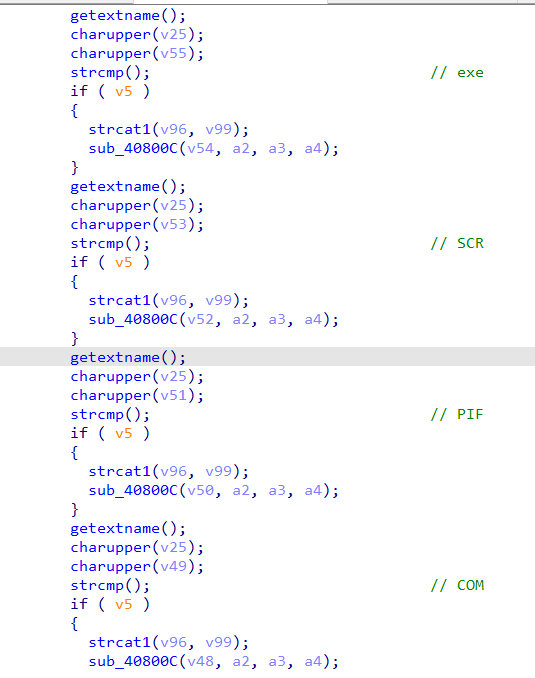 getextname();
charupper(v25);
charupper(v55);
strcmp(); // exe
if ( v5 )
{
strcat1(v96, v99);
sub_40800C(v54, a2, a3, a4);
}
getextname();
charupper(v25);
charupper(v53);
strcmp(); // SCR
if ( v5 )
{
strcat1(v96, v99);
sub_40800C(v52, a2, a3, a4);
}
getextname();
charupper(v25);
charupper(v51);
strcmp(); // PIF
if ( v5 )
{
strcat1(v96, v99);
sub_40800C(v50, a2, a3, a4);
}
getextname();
charupper(v25);
charupper(v49);
strcmp(); // COM
if ( v5 )
{
strcat1(v96, v99);
sub_40800C(v48, a2, a3, a4);